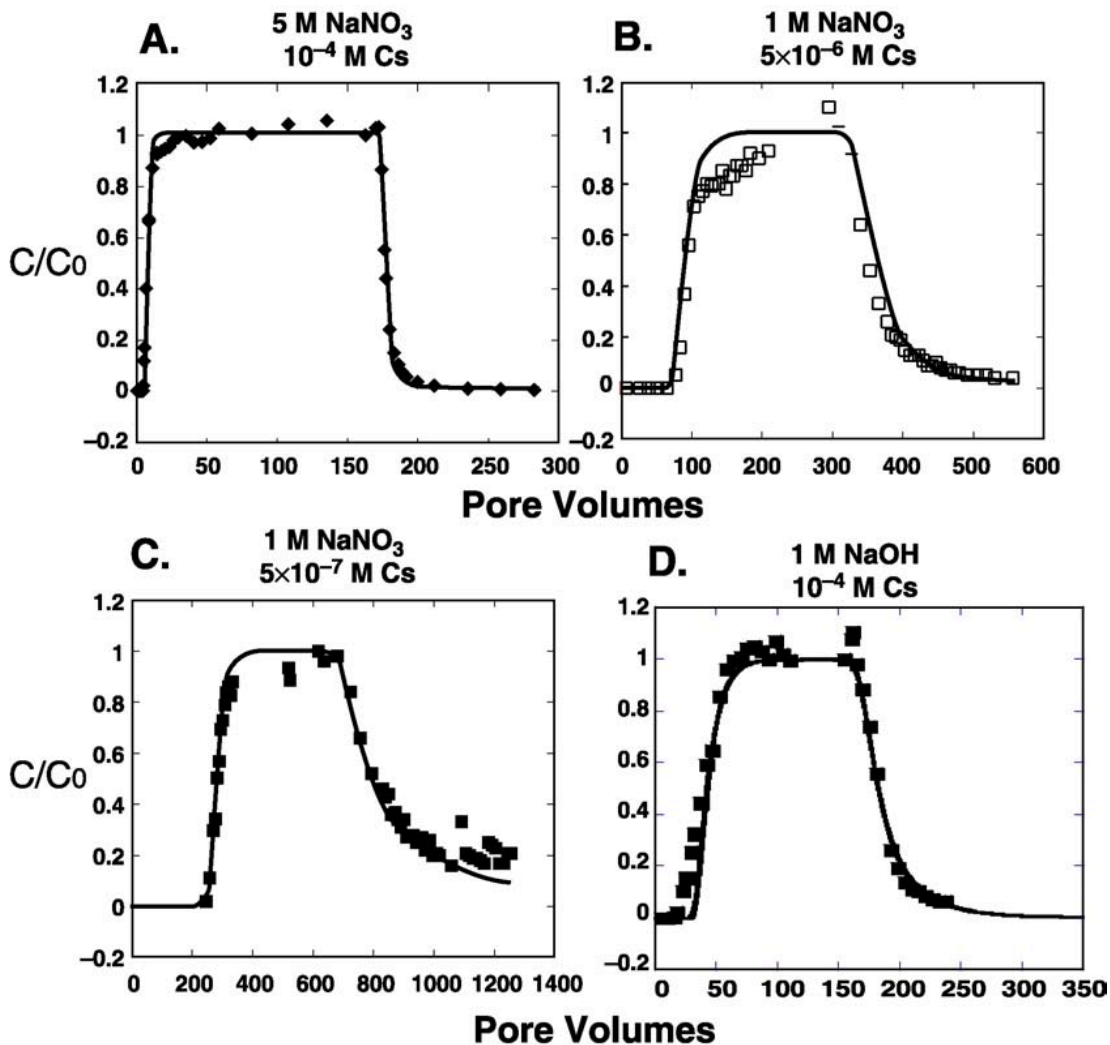 A.
5 M NaNO₃
10⁻⁴ M Cs
B.
1 M NaNO₃
5×10⁻⁶ M Cs
1.2
1
0.8
0.6
0.4
0.2
0
–0.2
C/C₀
0 50 100 150 200 250 300
1.2
1
0.8
0.6
0.4
0.2
0
–0.2
0 100 200 300 400 500 600
Pore Volumes
C.
1 M NaNO₃
5×10⁻⁷ M Cs
D.
1 M NaOH
10⁻⁴ M Cs
1.2
1
0.8
0.6
0.4
0.2
0
–0.2
C/C₀
0 200 400 600 800 1000 1200 1400
1.2
1
0.8
0.6
0.4
0.2
0
–0.2
0 50 100 150 200 250 300 350
Pore Volumes